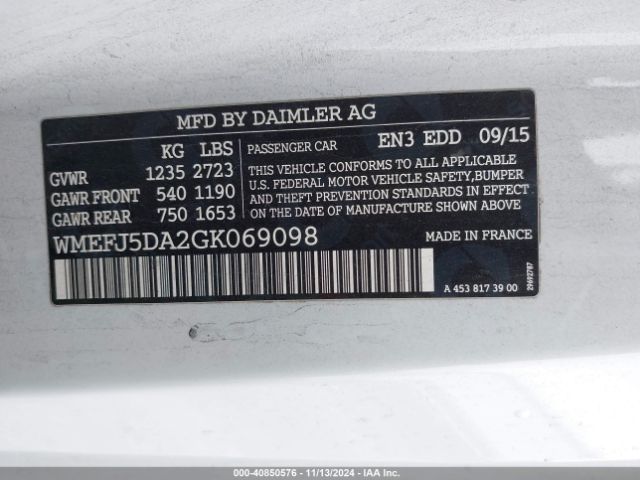 MFD BY DAIMLER AG
KG LBS
GVWR 1235 2723
GAWR FRONT 540 1190
GAWR REAR 750 1653
PASSENGER CAR EN3 EDD 09/15
THIS VEHICLE CONFORMS TO ALL APPLICABLE
U.S. FEDERAL MOTOR VEHICLE SAFETY,BUMPER
AND THEFT PREVENTION STANDARDS IN EFFECT
ON THE DATE OF MANUFACTURE SHOWN ABOVE
WMEFJ5DA2GK069098 MADE IN FRANCE
A 453 817 39 00
29692787
000-40850576 - 11/13/2024 - IAA Inc.